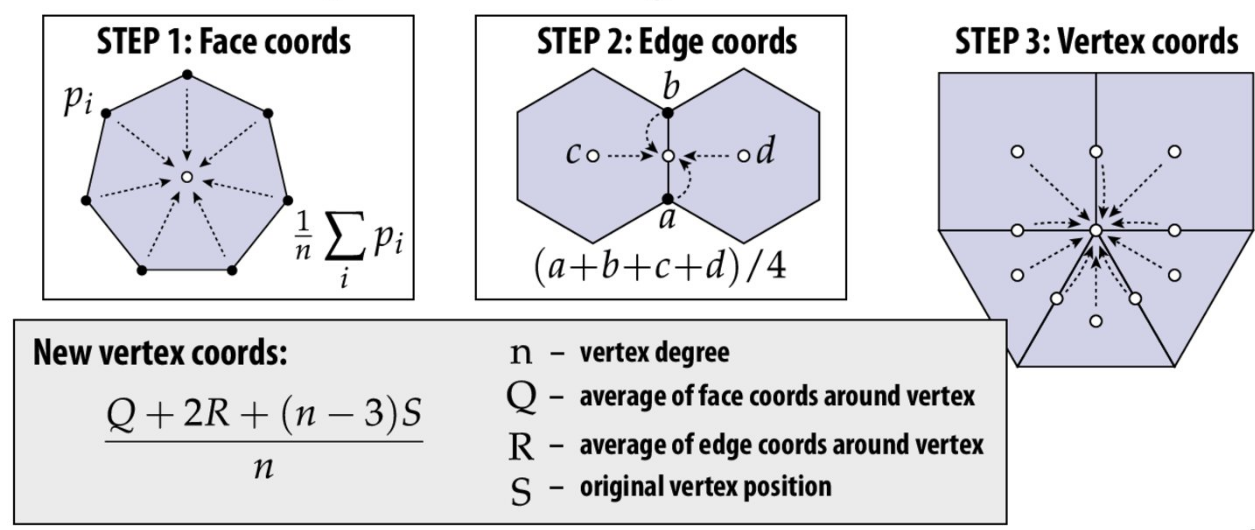 STEP 1: Face coords
p_i
\frac{1}{n} \sum_{i} p_i
STEP 2: Edge coords
b
c
d
a
(a+b+c+d)/4
STEP 3: Vertex coords
New vertex coords:
\frac{Q + 2R + (n - 3)S}{n}
n – vertex degree
Q – average of face coords around vertex
R – average of edge coords around vertex
S – original vertex position